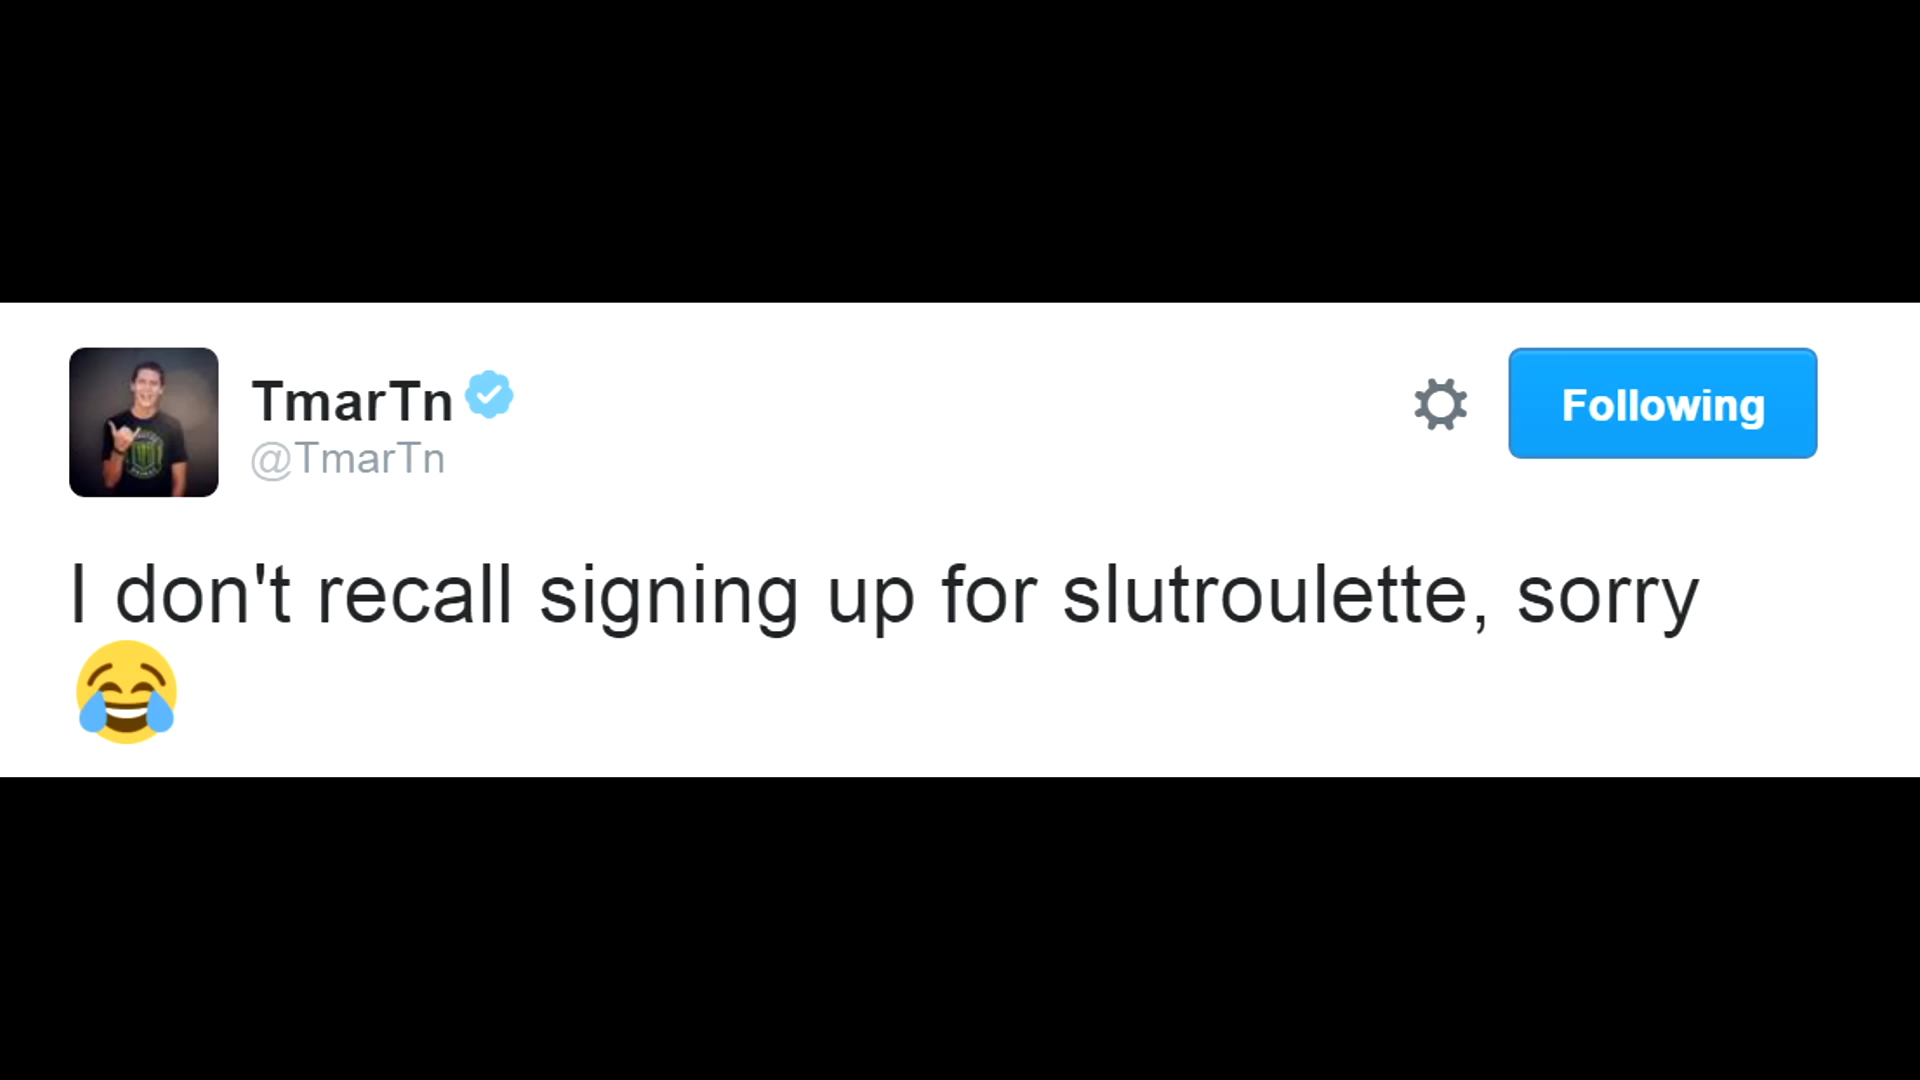 TmarTn
@TmarTn
Following
I don't recall signing up for slutroulette, sorry
😂